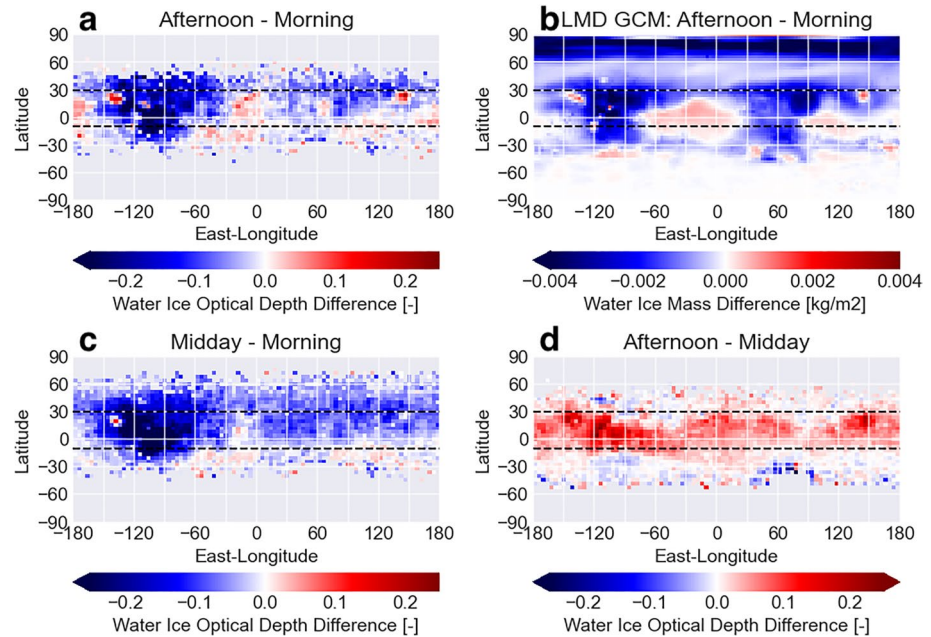 a Afternoon - Morning
90
60
30
0
−30
−60
−90
Latitude
−180 −120 −60 0 60 120 180
East-Longitude
−0.2 −0.1 0.0 0.1 0.2
Water Ice Optical Depth Difference [-]
b LMD GCM: Afternoon - Morning
90
60
30
0
−30
−60
−90
Latitude
−180 −120 −60 0 60 120 180
East-Longitude
−0.004 −0.002 0.000 0.002 0.004
Water Ice Mass Difference [kg/m2]
c Midday - Morning
90
60
30
0
−30
−60
−90
Latitude
−180 −120 −60 0 60 120 180
East-Longitude
−0.2 −0.1 0.0 0.1 0.2
Water Ice Optical Depth Difference [-]
d Afternoon - Midday
90
60
30
0
−30
−60
−90
Latitude
−180 −120 −60 0 60 120 180
East-Longitude
−0.2 −0.1 0.0 0.1 0.2
Water Ice Optical Depth Difference [-]